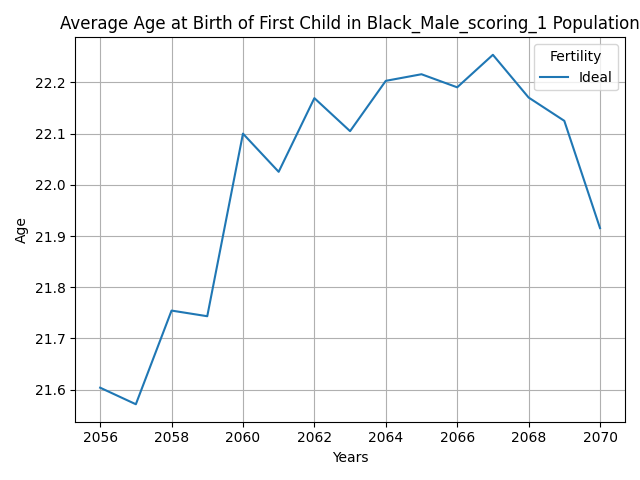 Average Age at Birth of First Child in Black_Male_scoring_1 Population
Fertility
Ideal
Age
22.2
22.1
22.0
21.9
21.8
21.7
21.6
2056 2058 2060 2062 2064 2066 2068 2070
Years